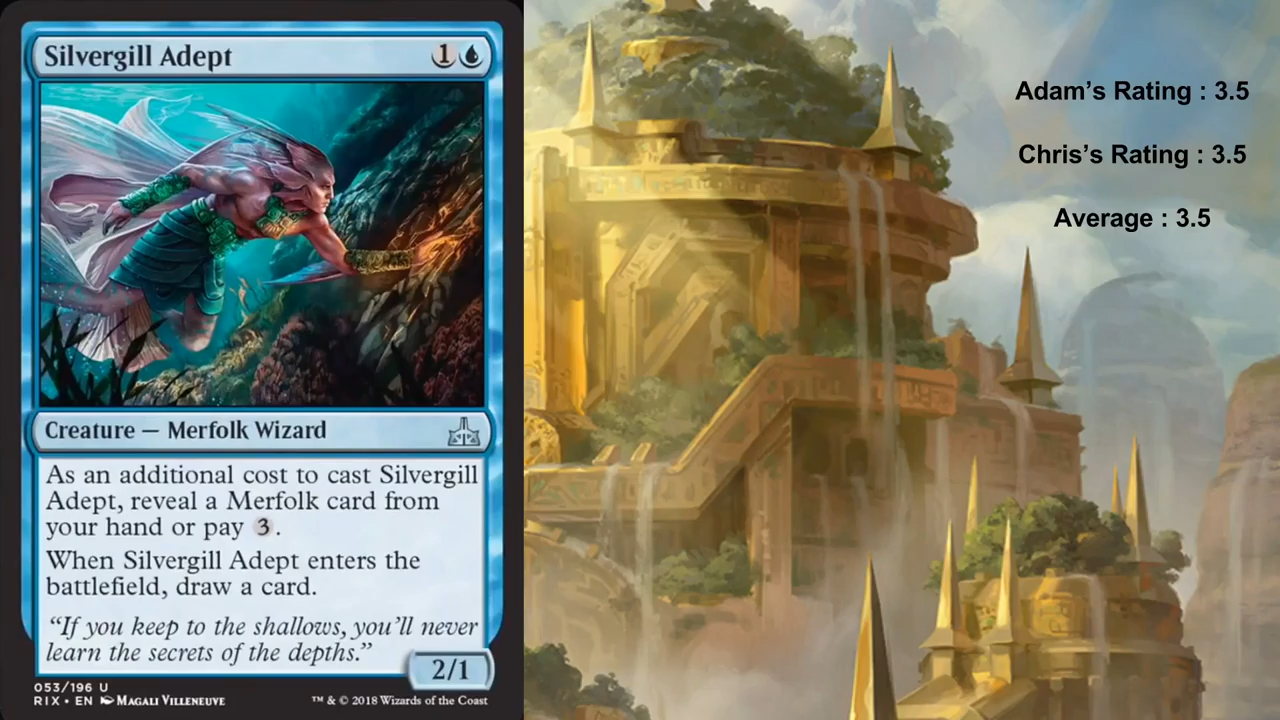 Silvergill Adept 1
Creature — Merfolk Wizard
As an additional cost to cast Silvergill
Adept, reveal a Merfolk card from
your hand or pay 3.
When Silvergill Adept enters the
battlefield, draw a card.
“If you keep to the shallows, you’ll never
learn the secrets of the depths.”
2/1
053/196 U
RIX • EN Magali Villeneuve
™ & © 2018 Wizards of the Coast
Adam’s Rating : 3.5
Chris’s Rating : 3.5
Average : 3.5